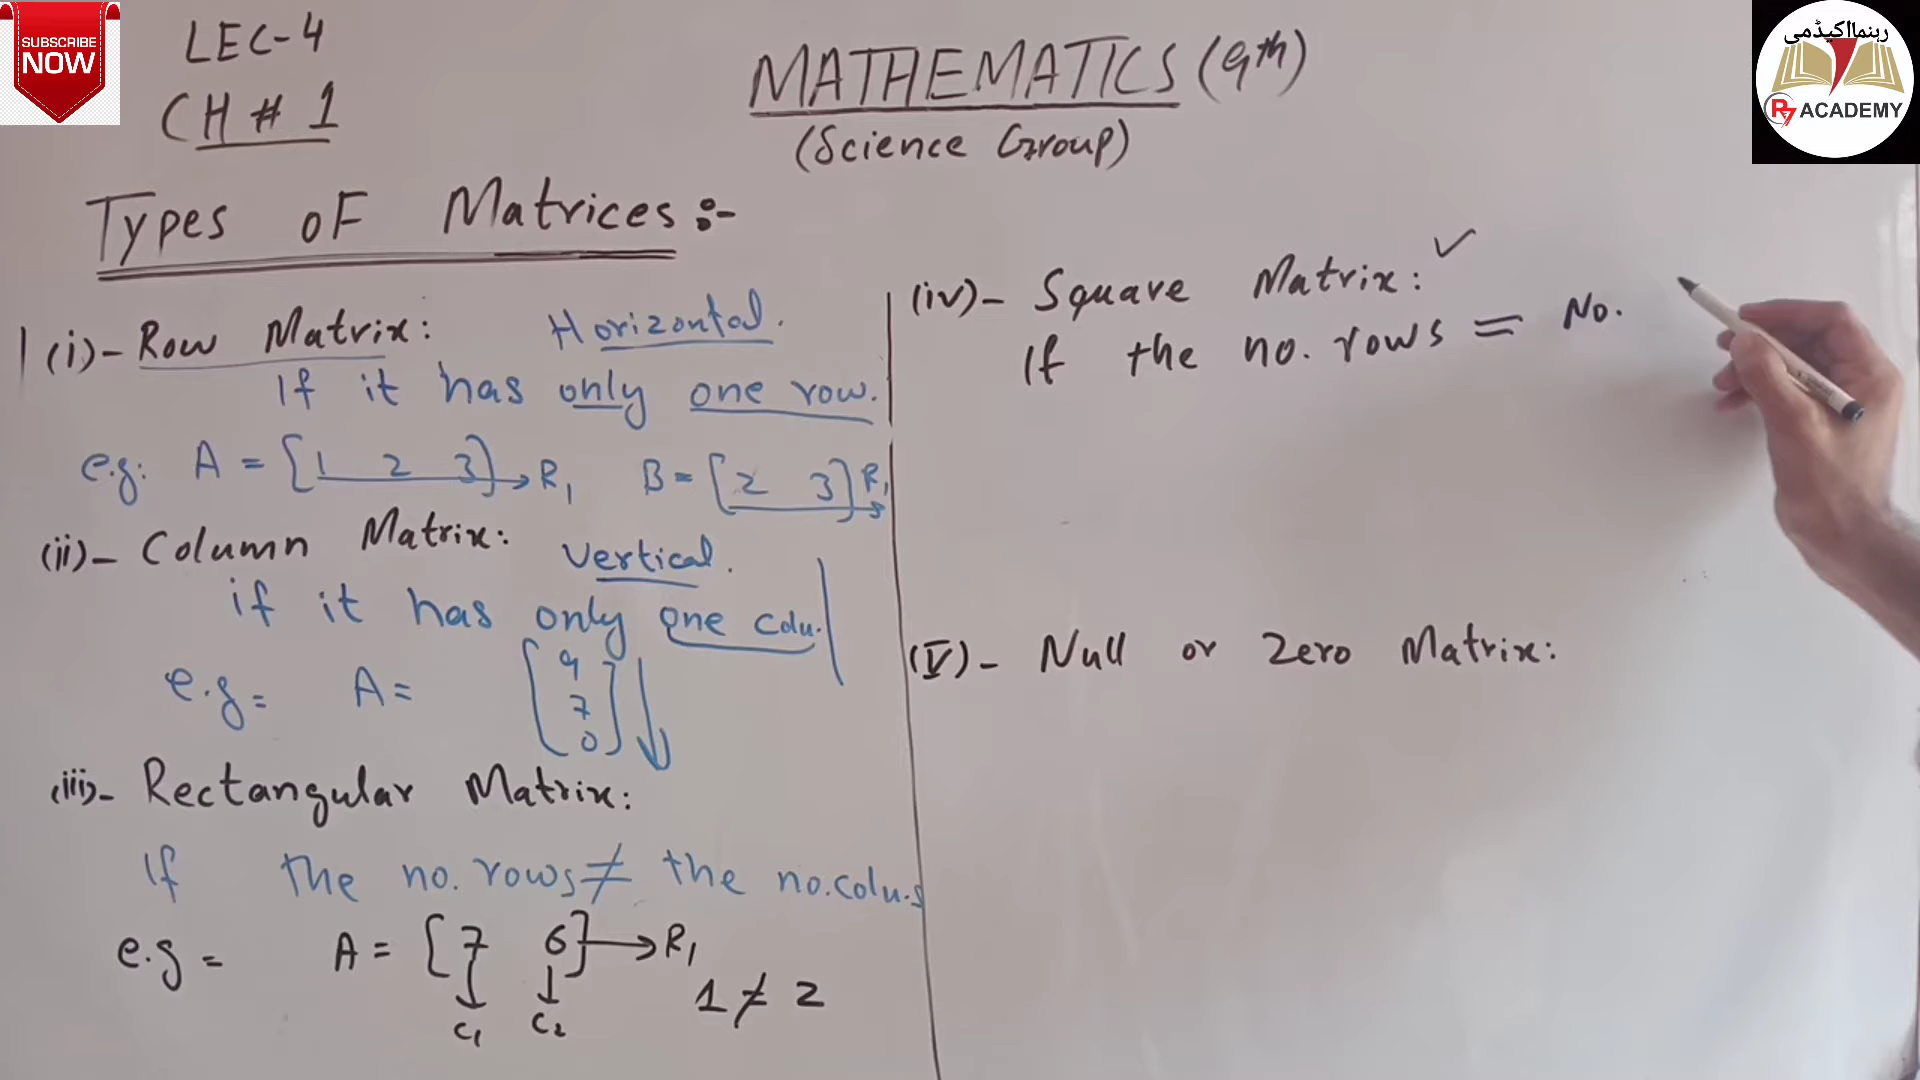 SUBSCRIBE
NOW
LEC-4
CH # 1
MATHEMATICS (9th)
(Science Group)
رہنما اکیڈمی
R7 ACADEMY
Types oF Matrices:-
(i)- Row Matrix: Horizontal.
If it has only one row.
e.g: A = [1 2 3] → R1 B = [2 3] R1
(ii)- Column Matrix: Vertical.
if it has only one colu.
e.g= A =
9
7
0
(iii)- Rectangular Matrix:
If the no. rows ≠ the no.colu.s
e.g = A = [7 6] → R1
C1 C2
1 ≠ 2
(iv)- Square Matrix: ✓
If the no. rows = No.
(V)- Null or Zero Matrix: